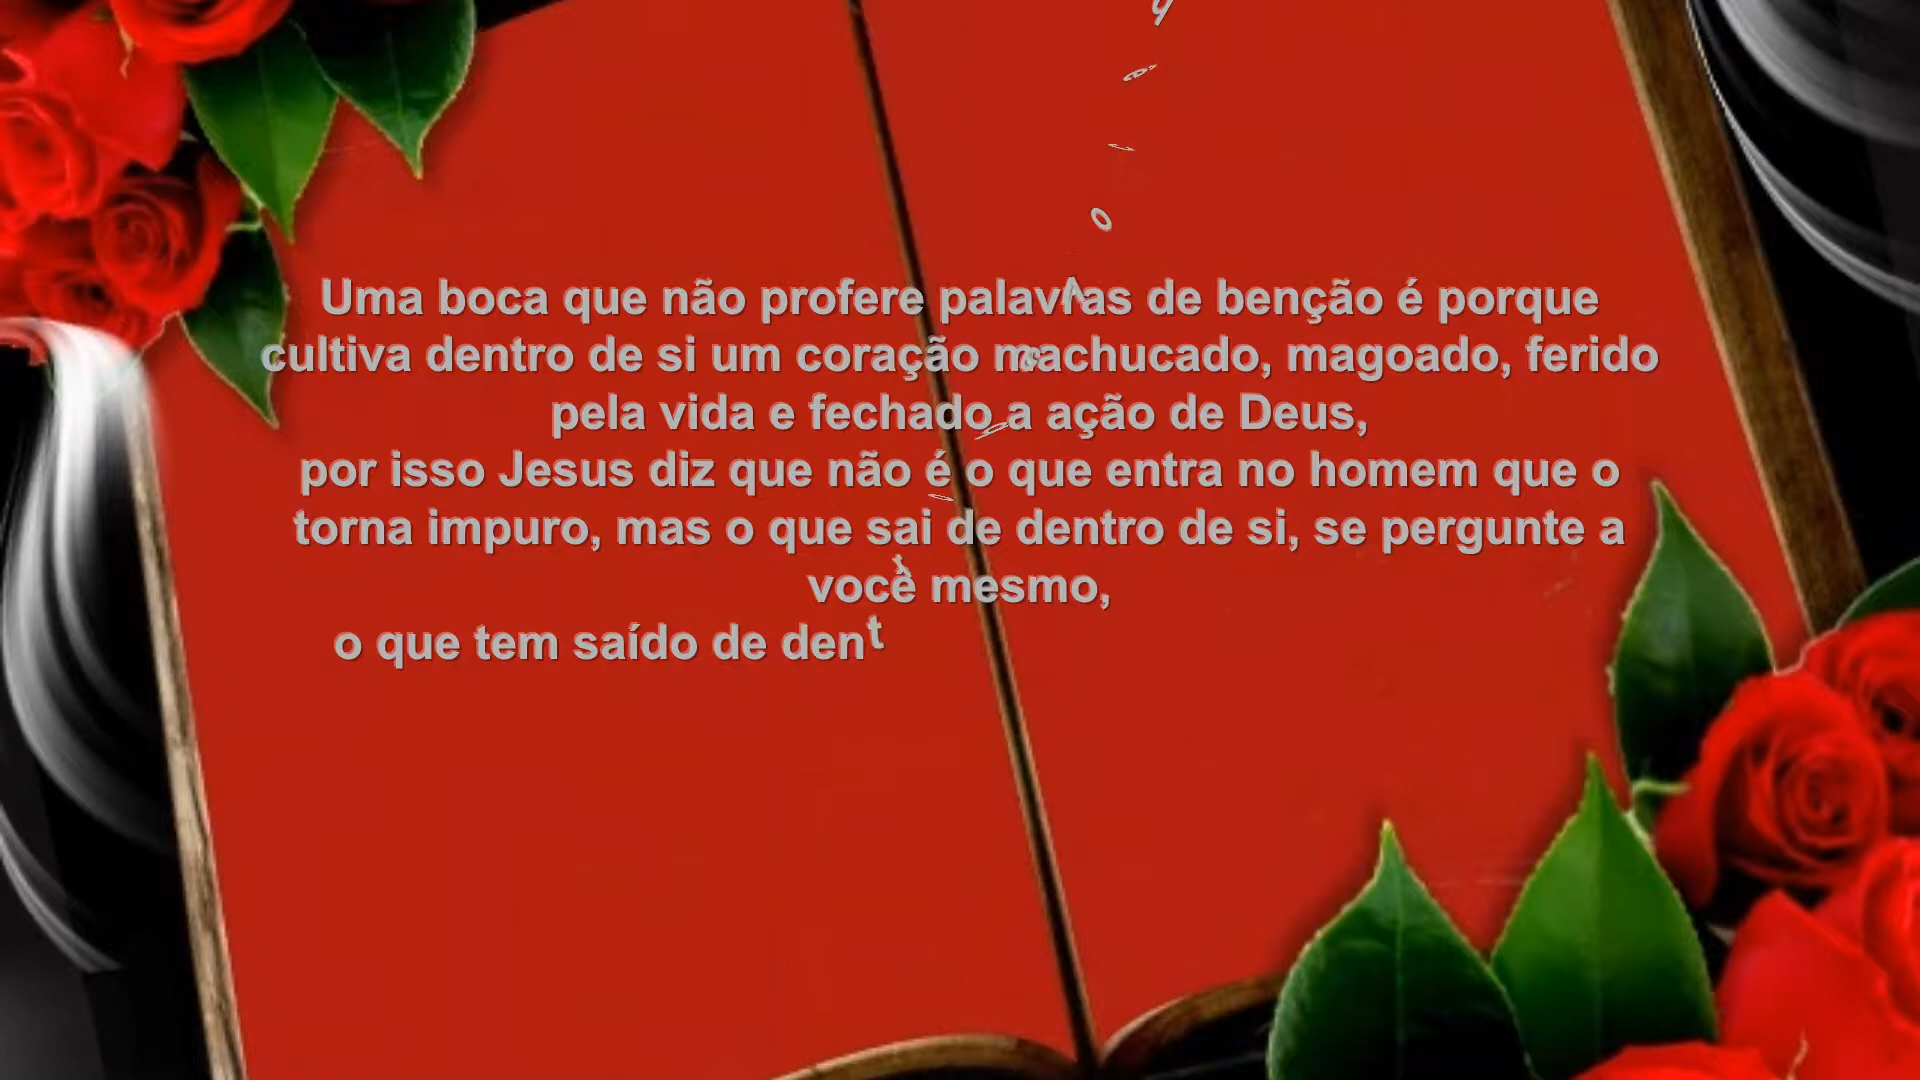 Uma boca que não profere palavras de benção é porque
cultiva dentro de si um coração machucado, magoado, ferido
pela vida e fechado a ação de Deus,
por isso Jesus diz que não é o que entra no homem que o
torna impuro, mas o que sai de dentro de si, se pergunte a
você mesmo,
o que tem saído de dent